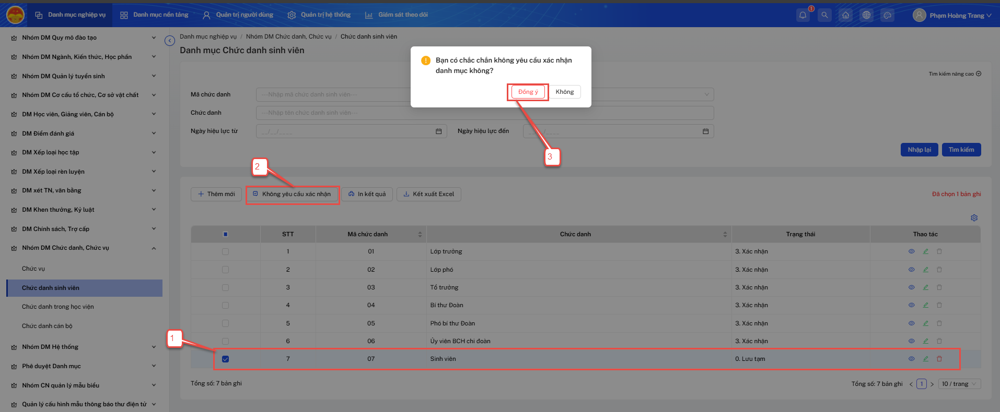 Danh mục nghiệp vụ
Danh mục nền tảng
Quản trị người dùng
Quản trị hệ thống
Giám sát theo dõi
1
Phạm Hoàng Trang
Nhóm DM Quy mô đào tạo
Nhóm DM Ngành, Kiến thức, Học phần
Nhóm DM Quản lý tuyển sinh
Nhóm DM Cơ cấu tổ chức, Cơ sở vật chất
DM Học viên, Giảng viên, Cán bộ
DM Điểm đánh giá
DM Xếp loại học tập
DM Xếp loại rèn luyện
DM xét TN, văn bằng
DM Khen thưởng, Kỷ luật
DM Chính sách, Trợ cấp
Nhóm DM Chức danh, Chức vụ
Chức vụ
Chức danh sinh viên
Chức danh trong học viện
Chức danh cán bộ
Nhóm DM Hệ thống
Phê duyệt Danh mục
Nhóm CN quản lý mẫu biểu
Quản lý cấu hình mẫu thông báo thư điện tử
Danh mục nghiệp vụ / Nhóm DM Chức danh, Chức vụ / Chức danh sinh viên
Danh mục Chức danh sinh viên
Bạn có chắc chắn không yêu cầu xác nhận
danh mục không?
Đồng ý
Không
Tìm kiếm nâng cao
Mã chức danh
---Nhập mã chức danh sinh viên---
Chức danh
---Nhập tên chức danh sinh viên---
Ngày hiệu lực từ
__/__/____
Ngày hiệu lực đến
3
Nhập lại
Tìm kiếm
2
Thêm mới
Không yêu cầu xác nhận
In kết quả
Kết xuất Excel
Đã chọn 1 bản ghi
STT Mã chức danh Chức danh Trạng thái Thao tác
1 01 Lớp trưởng 3. Xác nhận
2 02 Lớp phó 3. Xác nhận
3 03 Tổ trưởng 3. Xác nhận
4 04 Bí thư Đoàn 3. Xác nhận
5 05 Phó bí thư Đoàn 3. Xác nhận
6 06 Ủy viên BCH chi đoàn 3. Xác nhận
1
7 07 Sinh viên 0. Lưu tạm
Tổng số: 7 bản ghi
Tổng số: 7 bản ghi < 1 > 10 / trang